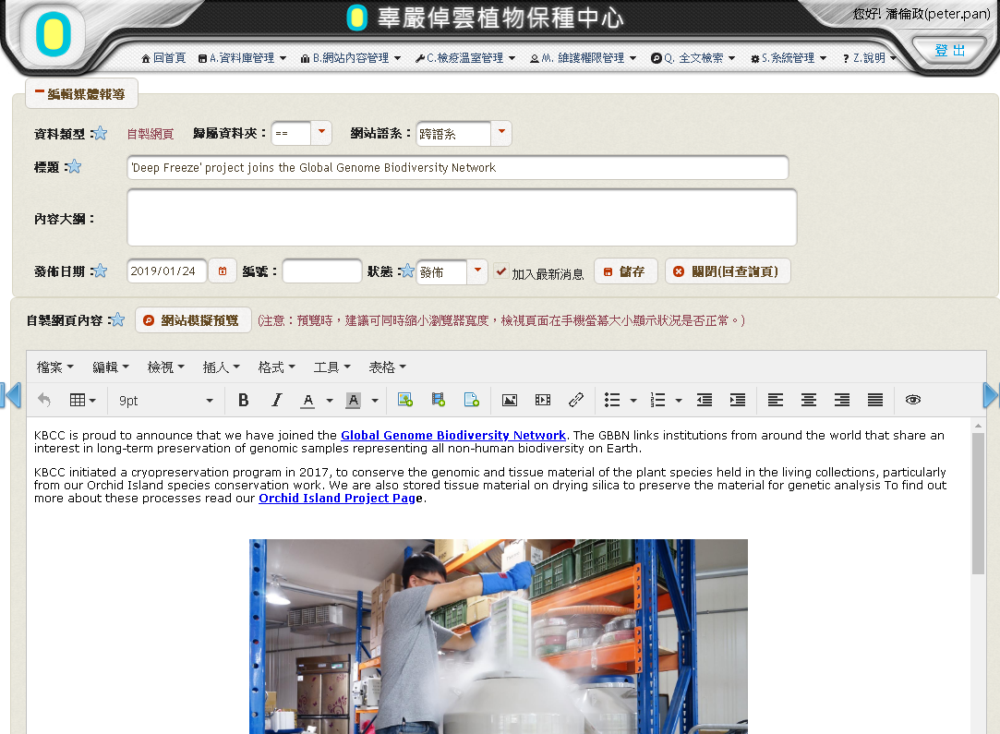 辜嚴倬雲植物保種中心
您好! 潘倫政(peter.pan)
登 出
回首頁 A.資料庫管理 B.網站內容管理 C.檢疫溫室管理 M. 維護權限管理 Q. 全文檢索 S.系統管理 ? Z.說明
編輯媒體報導
資料類型： 自製網頁 歸屬資料夾： == 網站語系： 跨語系
標題： 'Deep Freeze' project joins the Global Genome Biodiversity Network
內容大綱：
發佈日期： 2019/01/24 編號： 狀態： 發佈 加入最新消息 儲存 關閉(回查詢頁)
自製網頁內容： 網站模擬預覽 (注意：預覽時，建議可同時縮小瀏覽器寬度，檢視頁面在手機螢幕大小顯示狀況是否正常。)
檔案 編輯 檢視 插入 格式 工具 表格
9pt B I A A
KBCC is proud to announce that we have joined the Global Genome Biodiversity Network. The GBBN links institutions from around the world that share an
interest in long-term preservation of genomic samples representing all non-human biodiversity on Earth.
KBCC initiated a cryopreservation program in 2017, to conserve the genomic and tissue material of the plant species held in the living collections, particularly
from our Orchid Island species conservation work. We are also stored tissue material on drying silica to preserve the material for genetic analysis To find out
more about these processes read our Orchid Island Project Page.